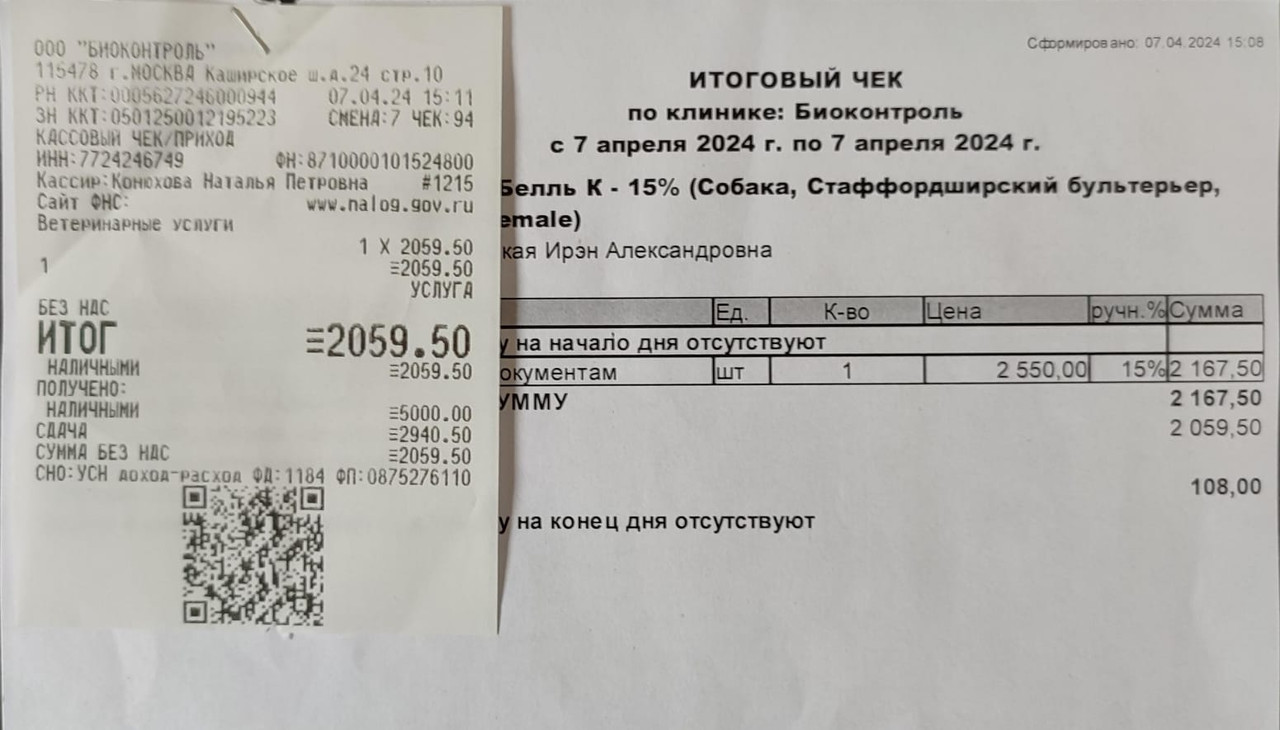 ООО "БИОКОНТРОЛЬ"
115478 г.МОСКВА Каширское ш.д.24 стр.10
РН ККТ:0005627246000944 07.04.24 15:11
ЗН ККТ:0501250012195223 СМЕНА:7 ЧЕК:94
КАССОВЫЙ ЧЕК/ПРИХОД
ИНН:7724246749 ФН:8710000101524800
Кассир:Конюхова Наталья Петровна #1215
Сайт ФНС: www.nalog.gov.ru
Ветеринарные услуги
1 X 2059.50
1 ≡2059.50
УСЛУГА
БЕЗ НДС
ИТОГ ≡2059.50
НАЛИЧНЫМИ ≡2059.50
ПОЛУЧЕНО:
НАЛИЧНЫМИ ≡5000.00
СДАЧА ≡2940.50
СУММА БЕЗ НДС ≡2059.50
СНО:УСН доход-расход ФД:1184 ФП:0875276110
Сформировано: 07.04.2024 15:08
ИТОГОВЫЙ ЧЕК
по клинике: Биоконтроль
с 7 апреля 2024 г. по 7 апреля 2024 г.
Белль К - 15% (Собака, Стаффордширский бультерьер,
emale)
кая Ирэн Александровна
Ед. К-во Цена ручн.% Сумма
у на начало дня отсутствуют
окументам шт 1 2 550,00 15% 2 167,50
УММУ 2 167,50
2 059,50
108,00
у на конец дня отсутствуют